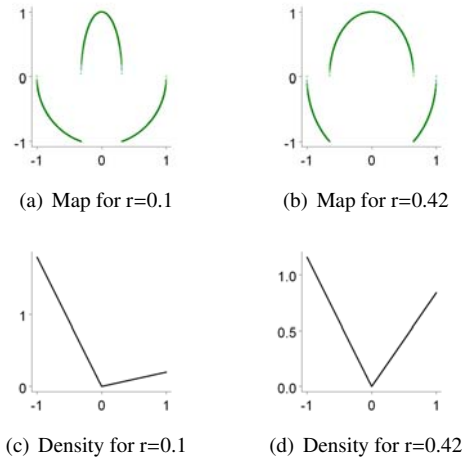 1
0
-1
-1 0 1
(a) Map for r=0.1
1
0
-1
-1 0 1
(b) Map for r=0.42
1
0
-1 0 1
(c) Density for r=0.1
1.0
0.5
0.0
-1 0 1
(d) Density for r=0.42